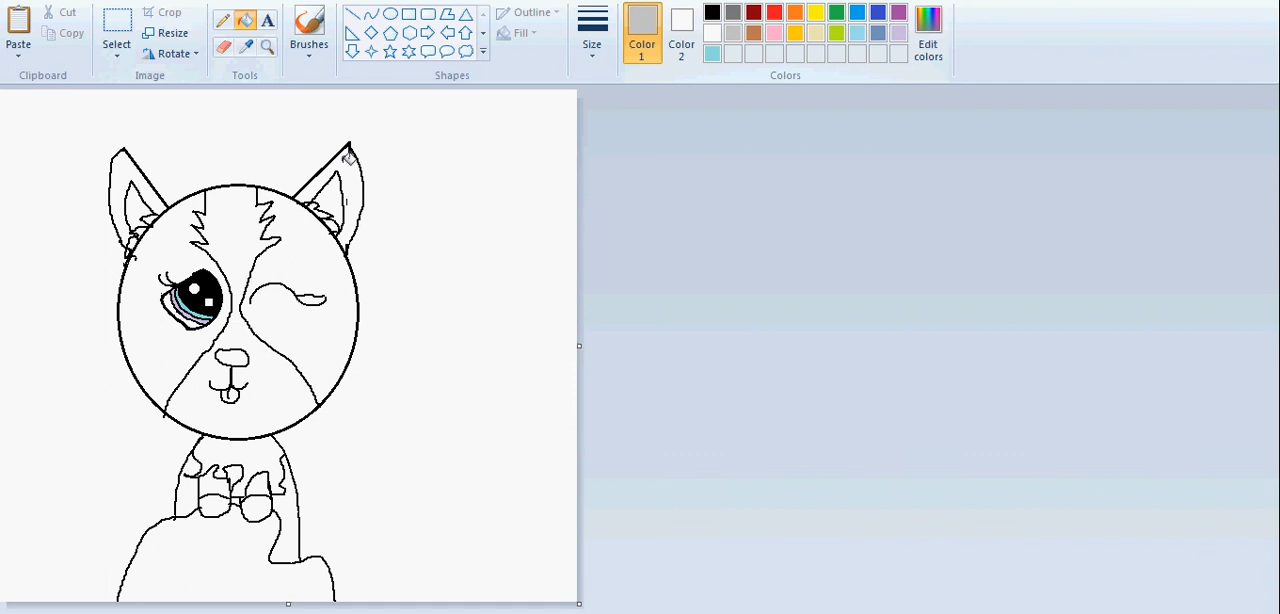 Paste
Cut
Copy
Clipboard
Select
Crop
Resize
Rotate
Image
A
Tools
Brushes
Shapes
Outline
Fill
Size
Color
1
Color
2
Colors
Edit
colors